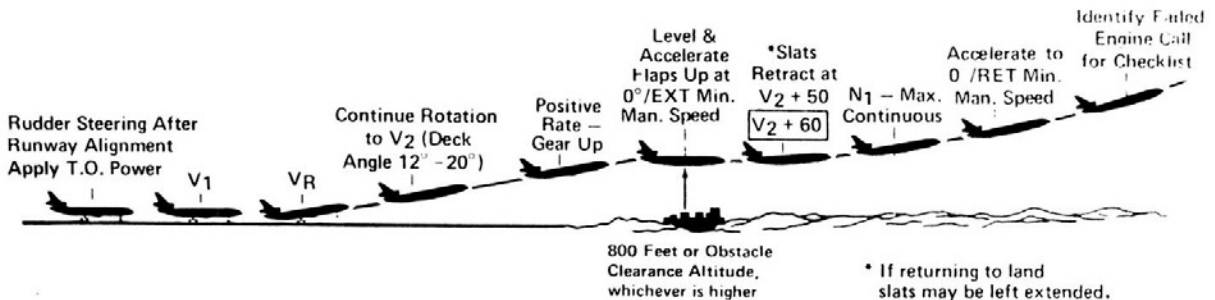 Rudder Steering After
Runway Alignment
Apply T.O. Power
V1
VR
Continue Rotation
to V2 (Deck
Angle 12° -20°)
Positive
Rate —
Gear Up
Level &
Accelerate
Flaps Up at
0°/EXT Min.
Man. Speed
*Slats
Retract at
V2 + 50
V2 + 60
N1 — Max.
Continuous
Accelerate to
0 /RET Min.
Man. Speed
Identify Failed
Engine Call
for Checklist
800 Feet or Obstacle
Clearance Altitude,
whichever is higher
* If returning to land
slats may be left extended.